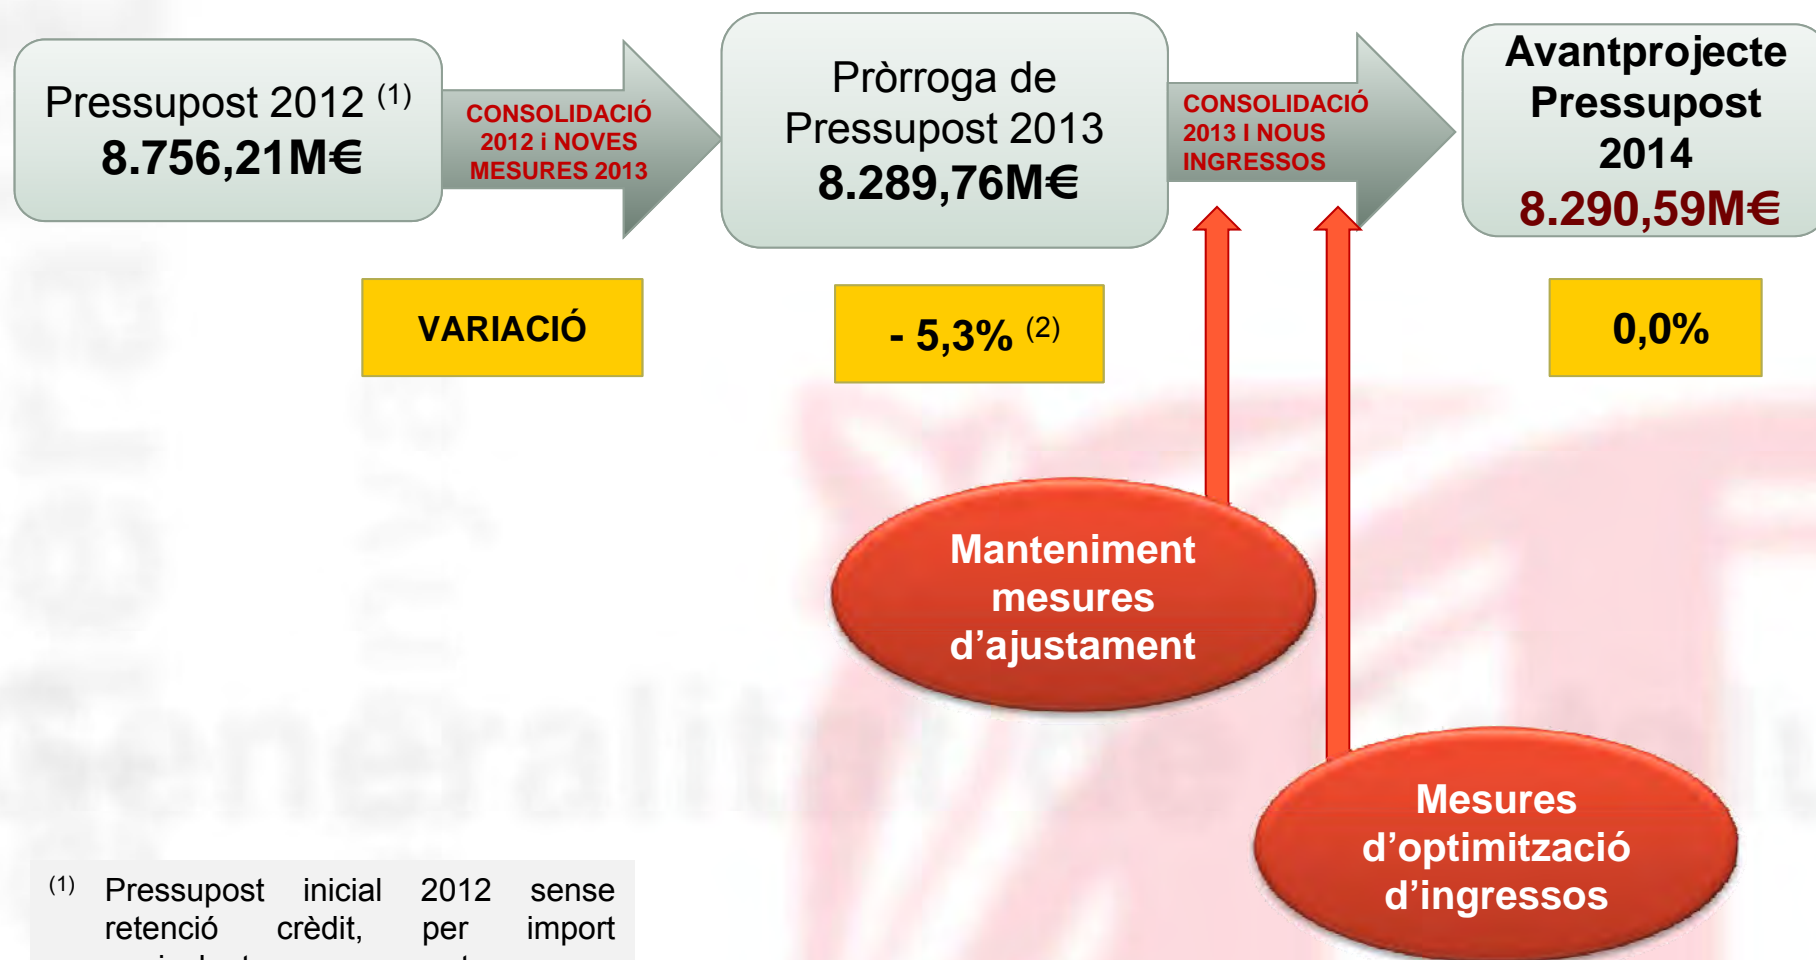 Pressupost 2012 (1)
8.756,21M€
CONSOLIDACIÓ
2012 i NOVES
MESURES 2013
Pròrroga de
Pressupost 2013
8.289,76M€
CONSOLIDACIÓ
2013 I NOUS
INGRESSOS
Avantprojecte
Pressupost
2014
8.290,59M€
VARIACIÓ
- 5,3% (2)
0,0%
Manteniment
mesures
d’ajustament
Mesures
d’optimització
d’ingressos
(1) Pressupost inicial 2012 sense
retenció crèdit, per import